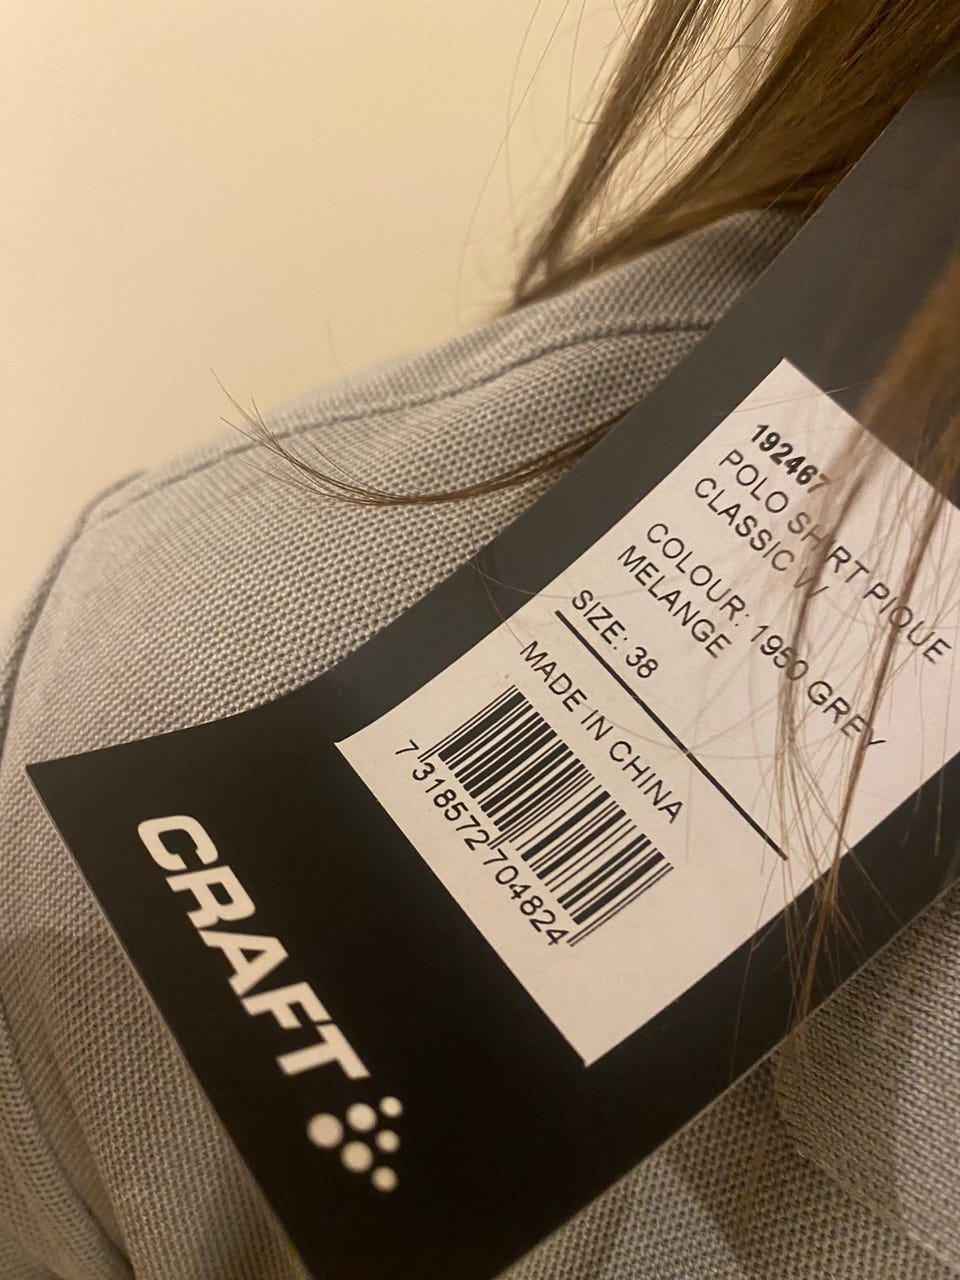 192467
POLO SHIRT PIQUE
CLASSIC W
COLOUR: 1950 GREY
MELANGE
SIZE: 38
MADE IN CHINA
7 318572 704824
CRAFT